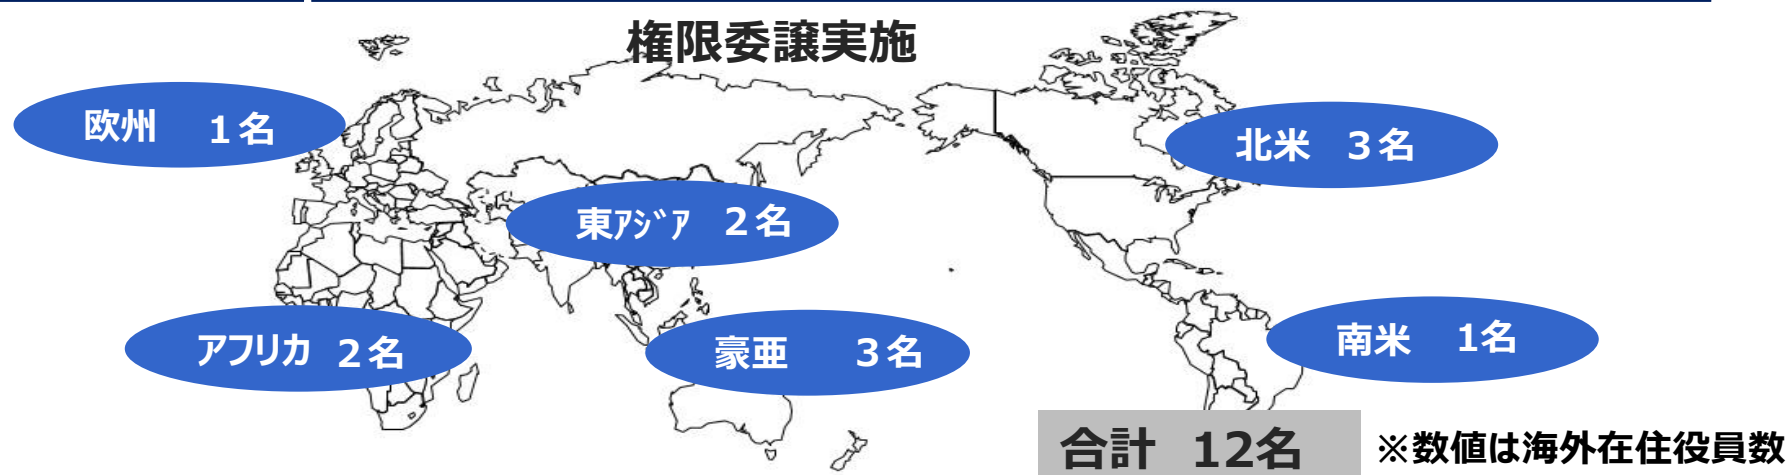 権限委譲実施
欧州 １名
北米 ３名
東ｱｼﾞｱ ２名
アフリカ ２名
豪亜 ３名
南米 1名
合計 12名
※数値は海外在住役員数